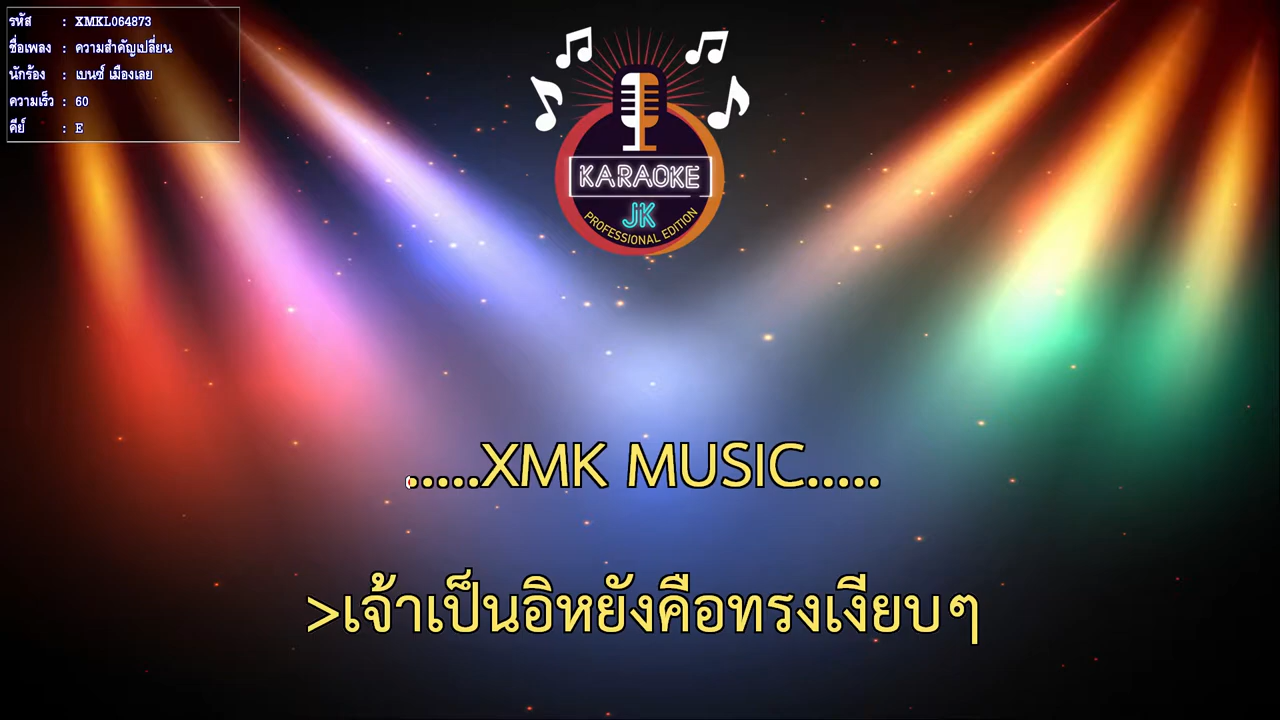 รหัส : XMKL064873
ชื่อเพลง : ความสำคัญเปลี่ยน
นักร้อง : เบนซ์ เมืองเลย
ความเร็ว : 60
คีย์ : E
KARAOKE
JK
PROFESSIONAL EDITION
.....XMK MUSIC.....
>เจ้าเป็นอิหยังคือทรงเงียบๆ